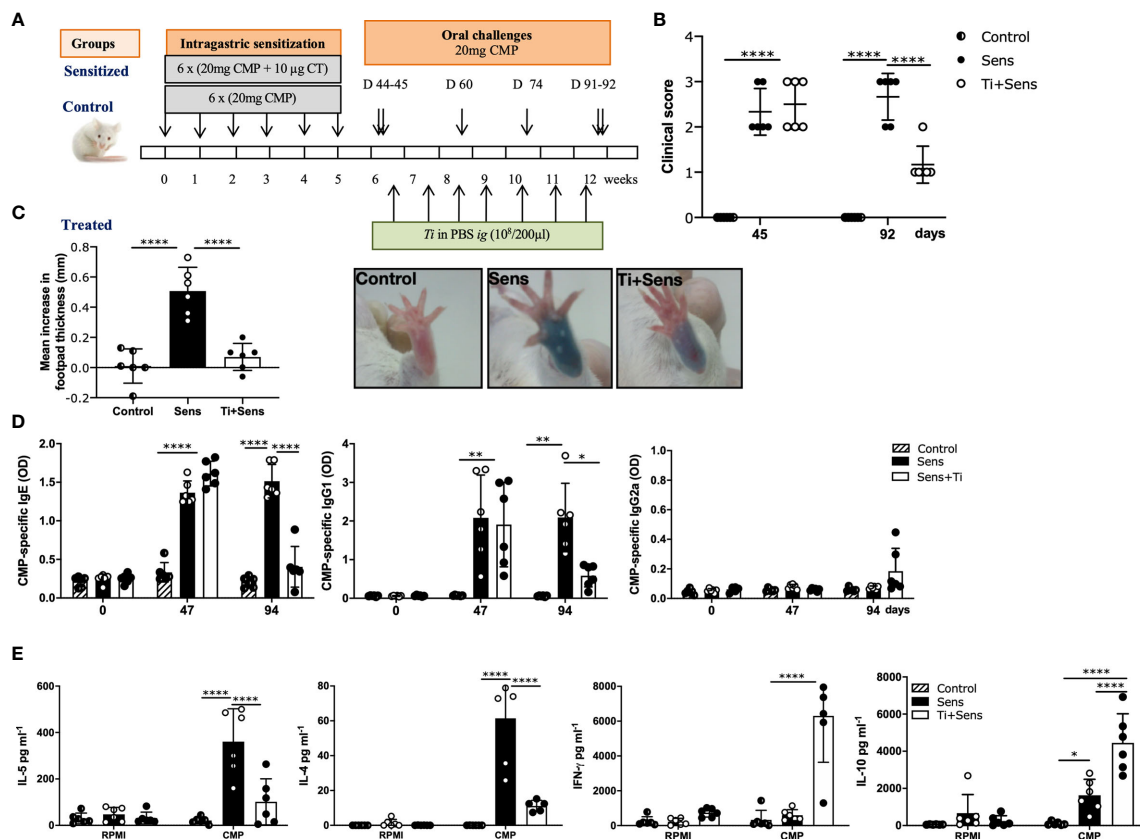 A
Groups
Intragastric sensitization
Oral challenges
20mg CMP
Sensitized
6 x (20mg CMP + 10 µg CT)
Control
6 x (20mg CMP)
D 44-45
D 60
D 74
D 91-92
0 1 2 3 4 5 6 7 8 9 10 11 12 weeks
Treated
Ti in PBS ig (10⁸/200µl)
B
Control
Sens
Ti+Sens
****
****
****
Clinical score
4
3
2
1
0
45
92
days
C
****
****
Mean increase in
footpad thickness (mm)
0.8
0.6
0.4
0.2
0.0
-0.2
Control
Sens
Ti+Sens
Control
Sens
Ti+Sens
D
CMP-specific IgE (OD)
2.0
1.5
1.0
0.5
0.0
****
****
****
0
47
94
CMP-specific IgG1 (OD)
4
3
2
1
0
**
**
*
0
47
94
CMP-specific IgG2a (OD)
1.0
0.8
0.6
0.4
0.2
0.0
Control
Sens
Sens+Ti
0
47
94
days
E
IL-5 pg ml⁻¹
600
400
200
0
****
****
RPMI
CMP
IL-4 pg ml⁻¹
80
60
40
20
0
****
****
RPMI
CMP
IFN-γ pg ml⁻¹
8000
6000
4000
2000
0
****
RPMI
CMP
IL-10 pg ml⁻¹
8000
6000
4000
2000
0
Control
Sens
Ti+Sens
****
****
*
RPMI
CMP